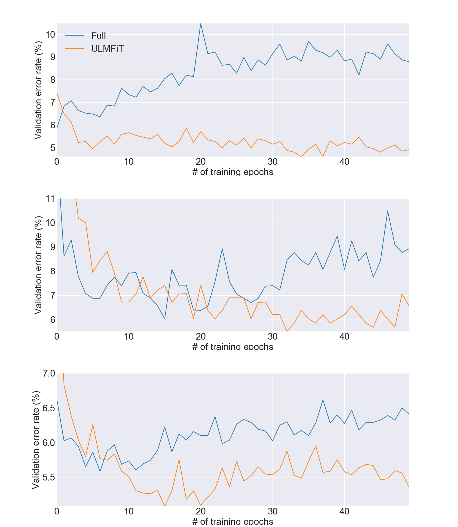 10
9
8
7
6
5
Validation error rate (%)
Full
ULMFiT
0 10 20 30 40
# of training epochs
11
10
9
8
7
6
Validation error rate (%)
0 10 20 30 40
# of training epochs
7.0
6.5
6.0
5.5
Validation error rate (%)
0 10 20 30 40
# of training epochs